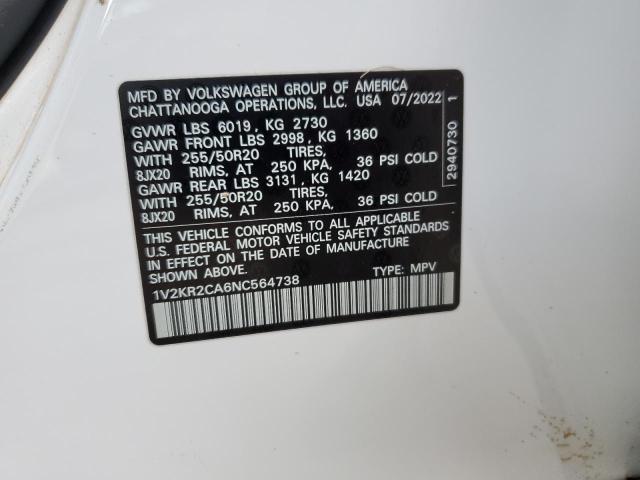 MFD BY VOLKSWAGEN GROUP OF AMERICA
CHATTANOOGA OPERATIONS, LLC. USA 07/2022
GVWR LBS 6019, KG 2730
GAWR FRONT LBS 2998, KG 1360
WITH 255/50R20 TIRES,
8JX20 RIMS, AT 250 KPA, 36 PSI COLD
GAWR REAR LBS 3131, KG 1420
WITH 255/50R20 TIRES,
8JX20 RIMS, AT 250 KPA, 36 PSI COLD
THIS VEHICLE CONFORMS TO ALL APPLICABLE
U.S. FEDERAL MOTOR VEHICLE SAFETY STANDARDS
IN EFFECT ON THE DATE OF MANUFACTURE
SHOWN ABOVE.
1V2KR2CA6NC564738 TYPE: MPV
2940730 1